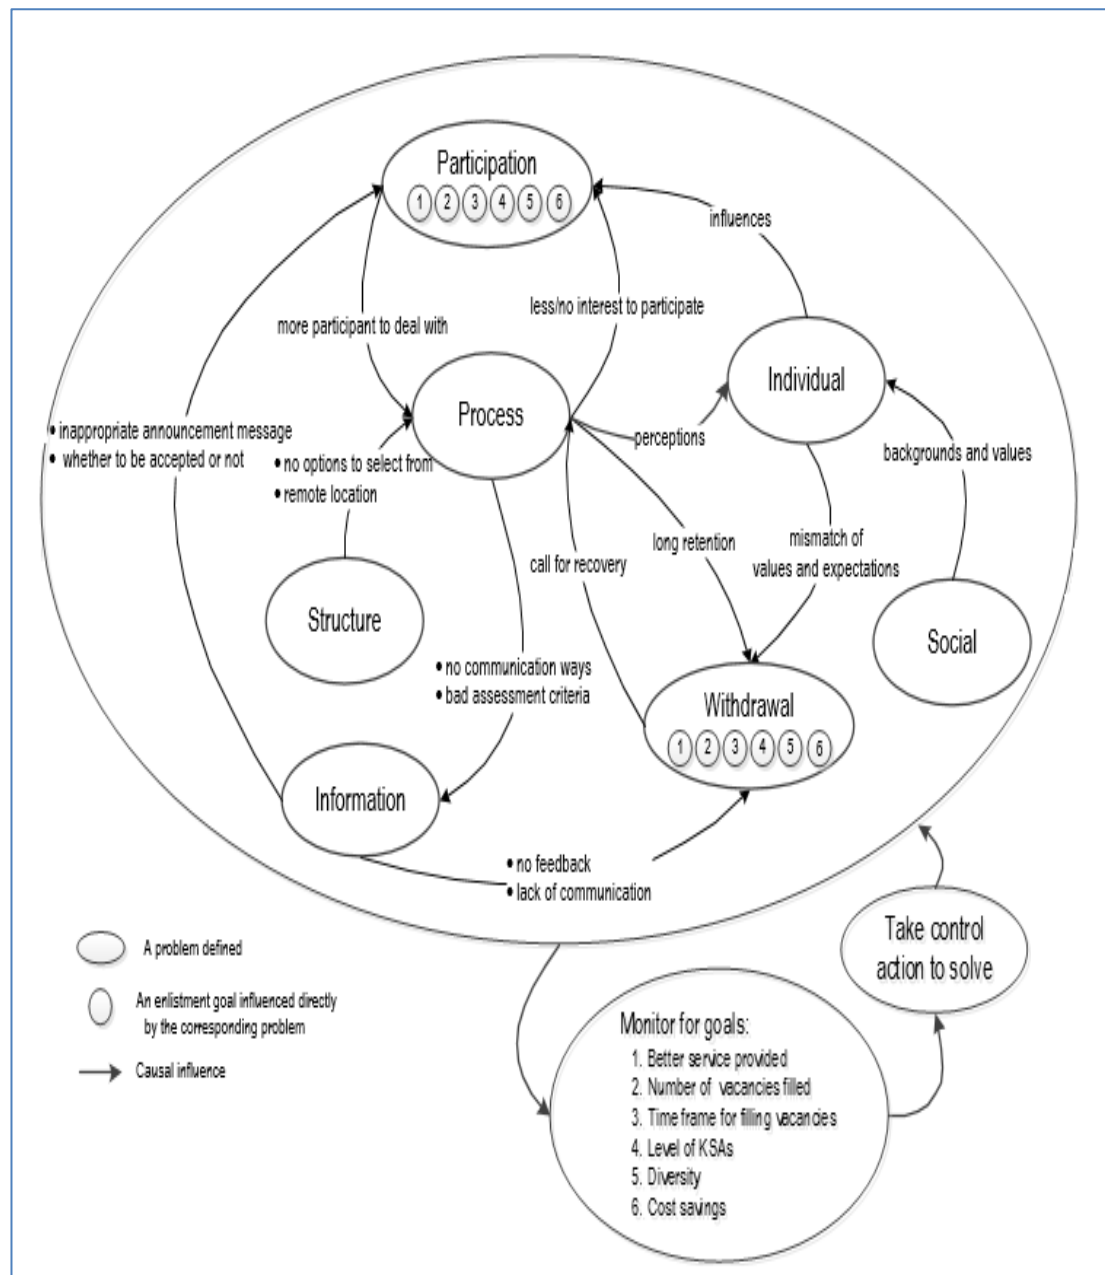 Participation
1 2 3 4 5 6
influences
less/no interest to participate
more participant to deal with
Individual
Process
perceptions
• inappropriate announcement message
• whether to be accepted or not
• no options to select from
• remote location
backgrounds and values
long retention
mismatch of
values and expectations
call for recovery
Structure
Social
• no communication ways
• bad assessment criteria
Withdrawal
1 2 3 4 5 6
Information
• no feedback
• lack of communication
Take control
action to solve
A problem defined
An enlistment goal influenced directly
by the corresponding problem
Causal influence
Monitor for goals:
1. Better service provided
2. Number of vacancies filled
3. Time frame for filling vacancies
4. Level of KSAs
5. Diversity
6. Cost savings